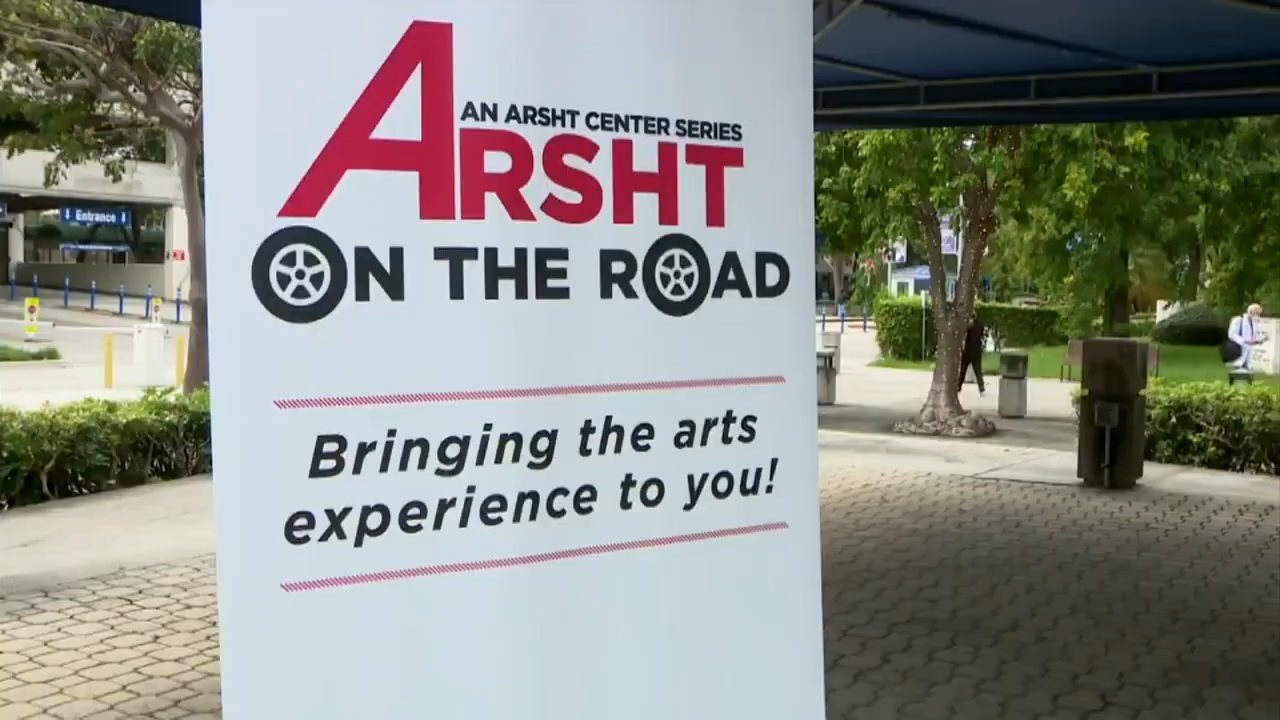 AN ARSHT CENTER SERIES
ARSHT
ON THE ROAD
Bringing the arts
experience to you!
Entrance